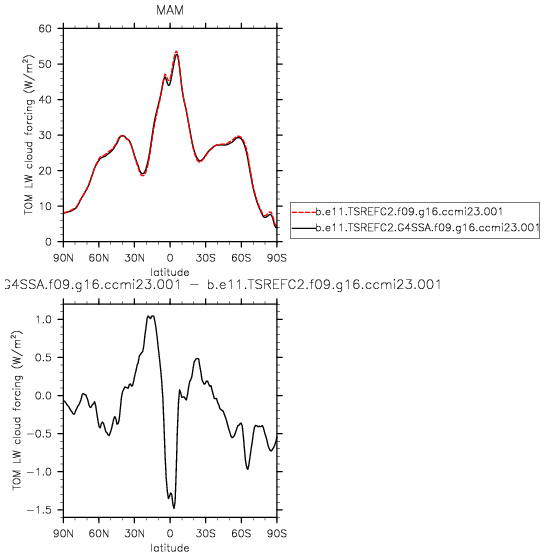 MAM
TOM LW cloud forcing (W/m²)
60
50
40
30
20
10
0
90N 60N 30N 0 30S 60S 90S
latitude
b.e11.TSREFC2.f09.g16.ccmi23.001
b.e11.TSREFC2.G4SSA.f09.g16.ccmi23.001
G4SSA.f09.g16.ccmi23.001 − b.e11.TSREFC2.f09.g16.ccmi23.001
TOM LW cloud forcing (W/m²)
1.0
0.5
0.0
−0.5
−1.0
−1.5
90N 60N 30N 0 30S 60S 90S
latitude